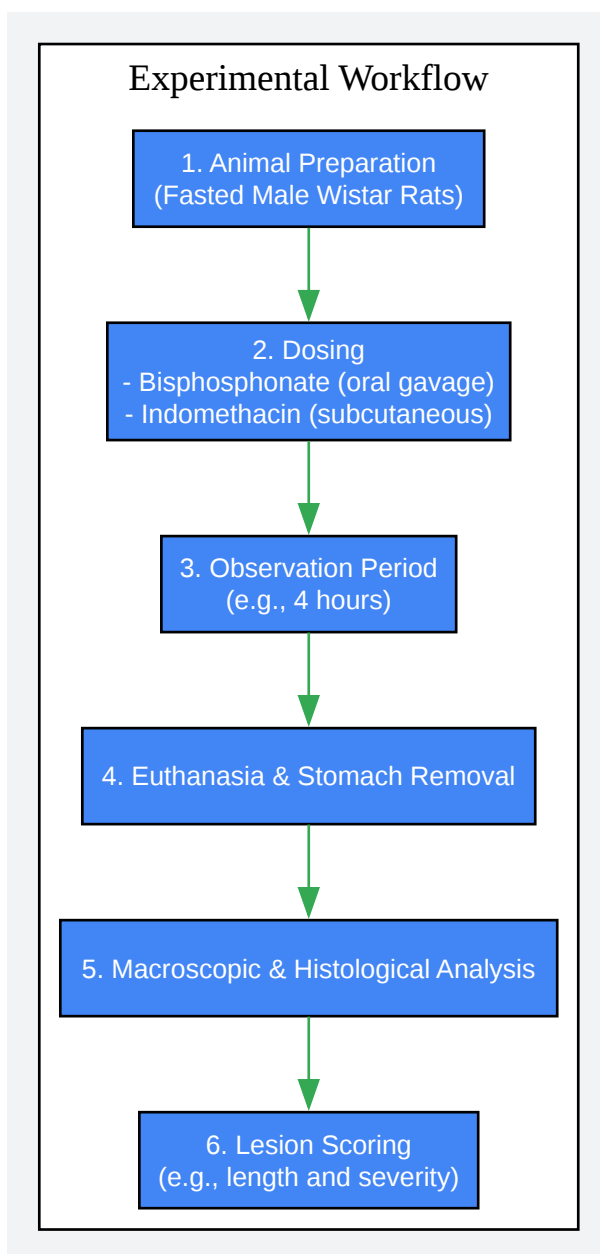 Experimental Workflow
1. Animal Preparation
(Fasted Male Wistar Rats)
2. Dosing
- Bisphosphonate (oral gavage)
- Indomethacin (subcutaneous)
3. Observation Period
(e.g., 4 hours)
4. Euthanasia & Stomach Removal
5. Macroscopic & Histological Analysis
6. Lesion Scoring
(e.g., length and severity)